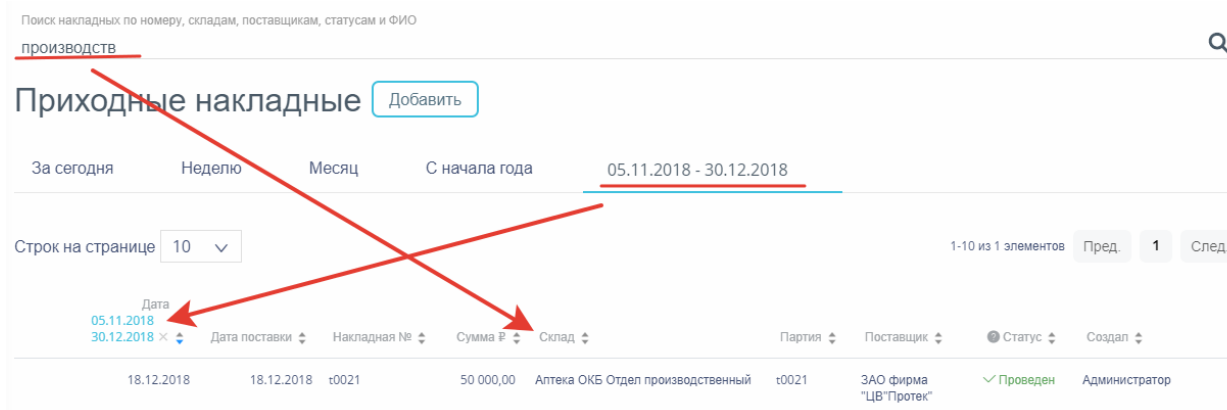 Поиск накладных по номеру, складам, поставщикам, статусам и ФИО
производств
Приходные накладные Добавить
За сегодня Неделю Месяц С начала года 05.11.2018 - 30.12.2018
Строк на странице 10 1-10 из 1 элементов Пред. 1 След.
Дата
05.11.2018
30.12.2018 × Дата поставки Накладная № Сумма ₽ Склад Партия Поставщик ? Статус Создал
18.12.2018 18.12.2018 t0021 50 000,00 Аптека ОКБ Отдел производственный t0021 ЗАО фирма Проведен Администратор
"ЦВ"Протек"